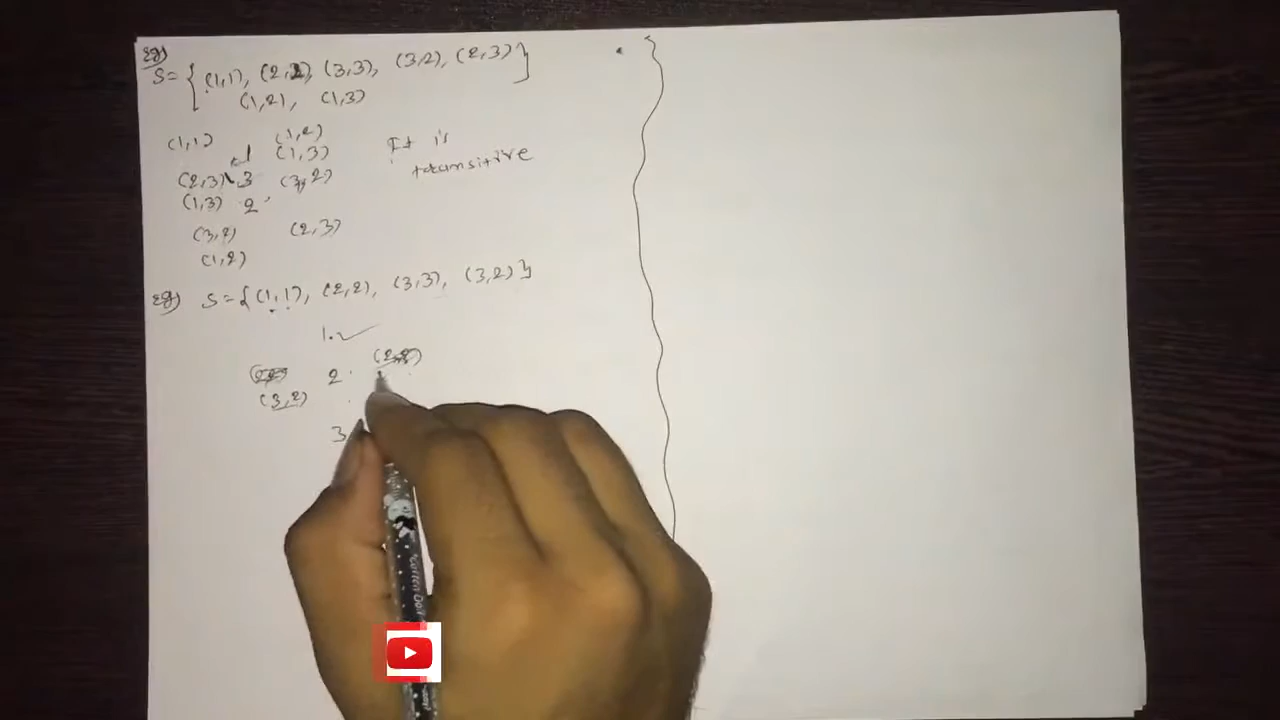 Eg)
S = { (1,1), (2,2), (3,3), (3,2), (2,3) }
(1,2), (1,3)
(1,1) (1,2)
(1,3)
(2,3) 3 (3,2)
(1,3) 2
(3,2) (2,3)
(1,2)
It is
transitive
Eg) S = {(1,1), (2,2), (3,3), (3,2)}
1. ✓
2
(3,2)
3